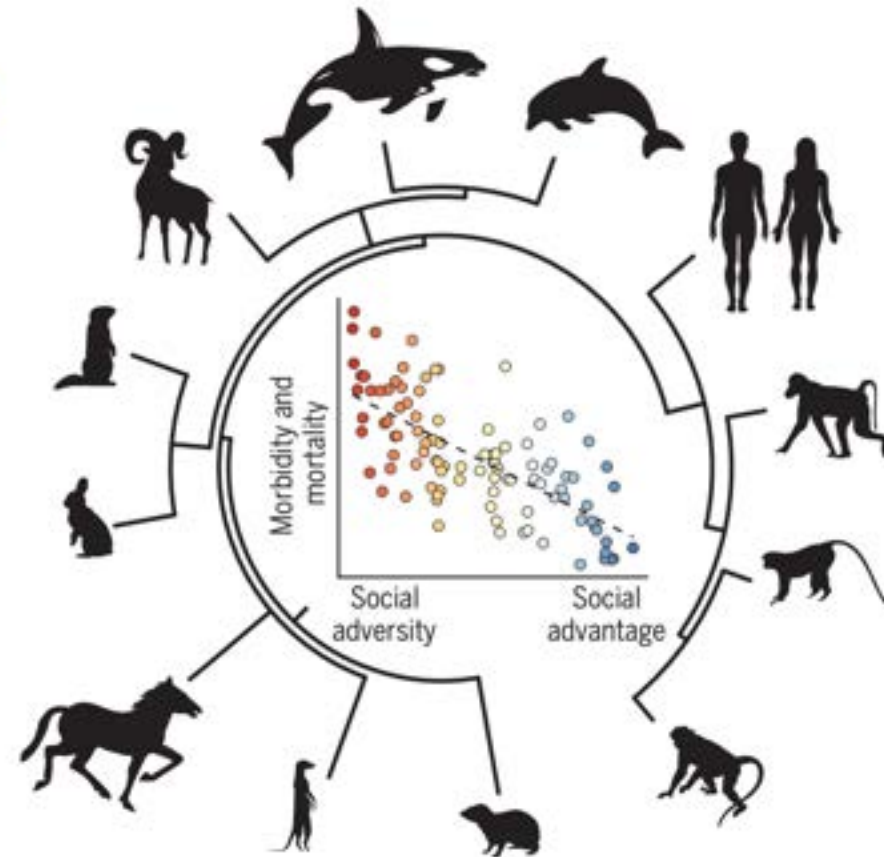 Morbidity and
mortality
Social
adversity
Social
advantage